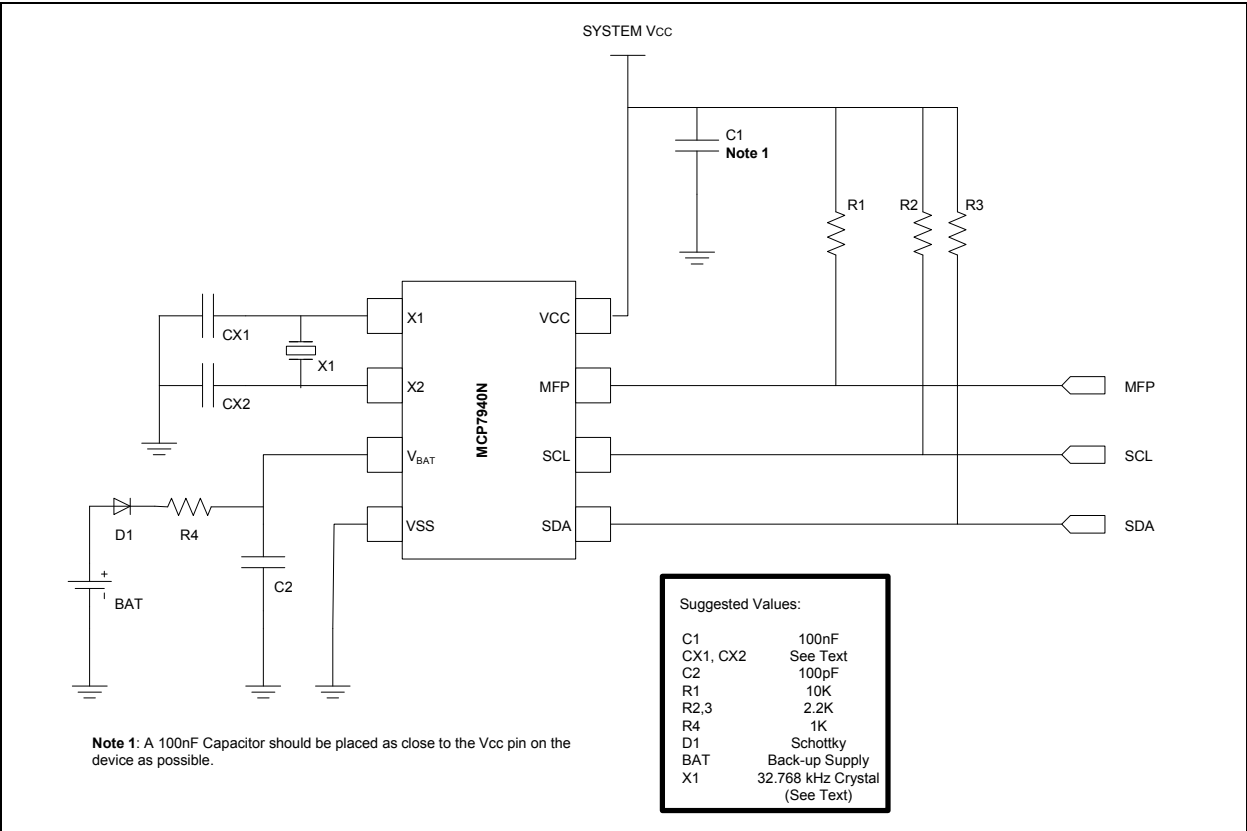 SYSTEM VCC
C1
Note 1
R1
R2
R3
CX1
X1
CX2
X1
X2
VBAT
VSS
MCP7940N
VCC
MFP
SCL
SDA
MFP
SCL
SDA
D1
R4
C2
+
-
BAT
Suggested Values:
C1 100nF
CX1, CX2 See Text
C2 100pF
R1 10K
R2,3 2.2K
R4 1K
D1 Schottky
BAT Back-up Supply
X1 32.768 kHz Crystal
(See Text)
Note 1: A 100nF Capacitor should be placed as close to the Vcc pin on the
device as possible.